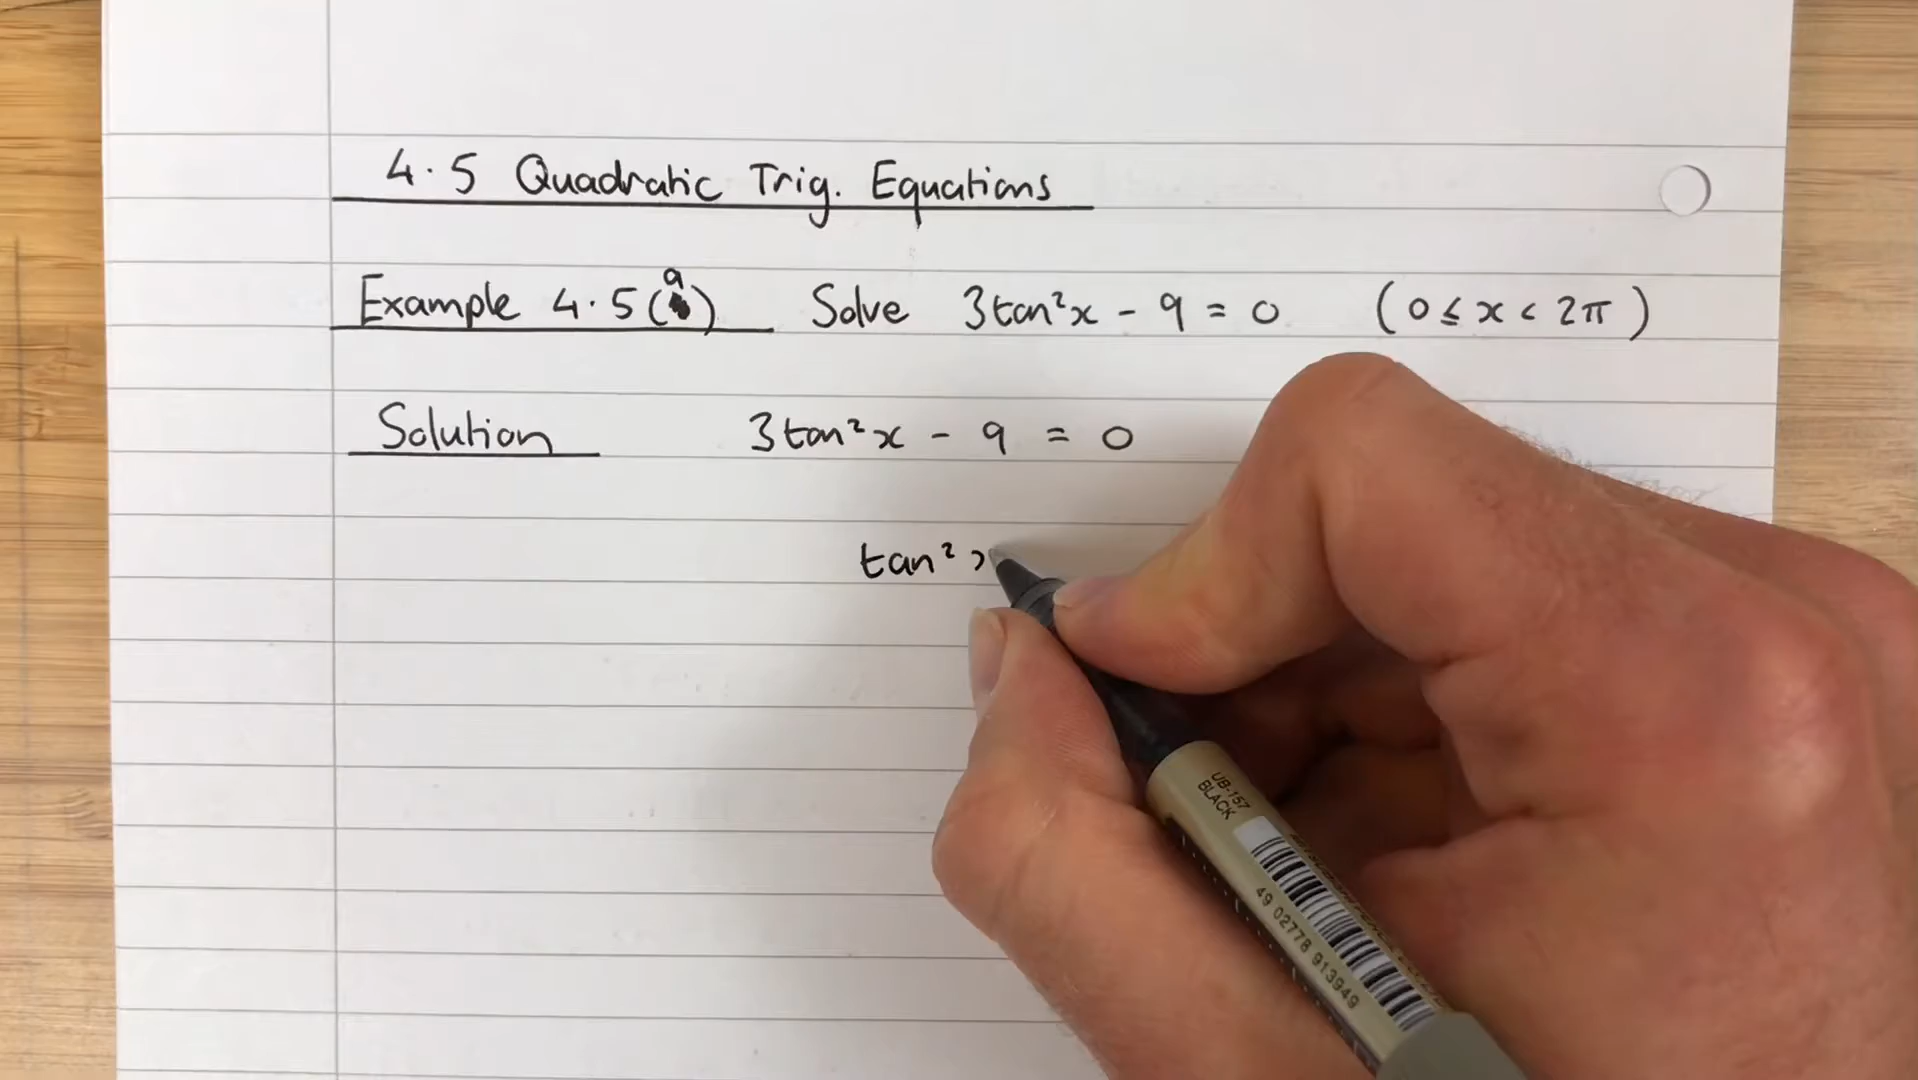 4.5 Quadratic Trig. Equations
Example 4.5(a) Solve 3tan²x - 9 = 0 (0 ≤ x < 2π)
Solution 3tan²x - 9 = 0
tan²
UB-157
BLACK
49 02778 913949